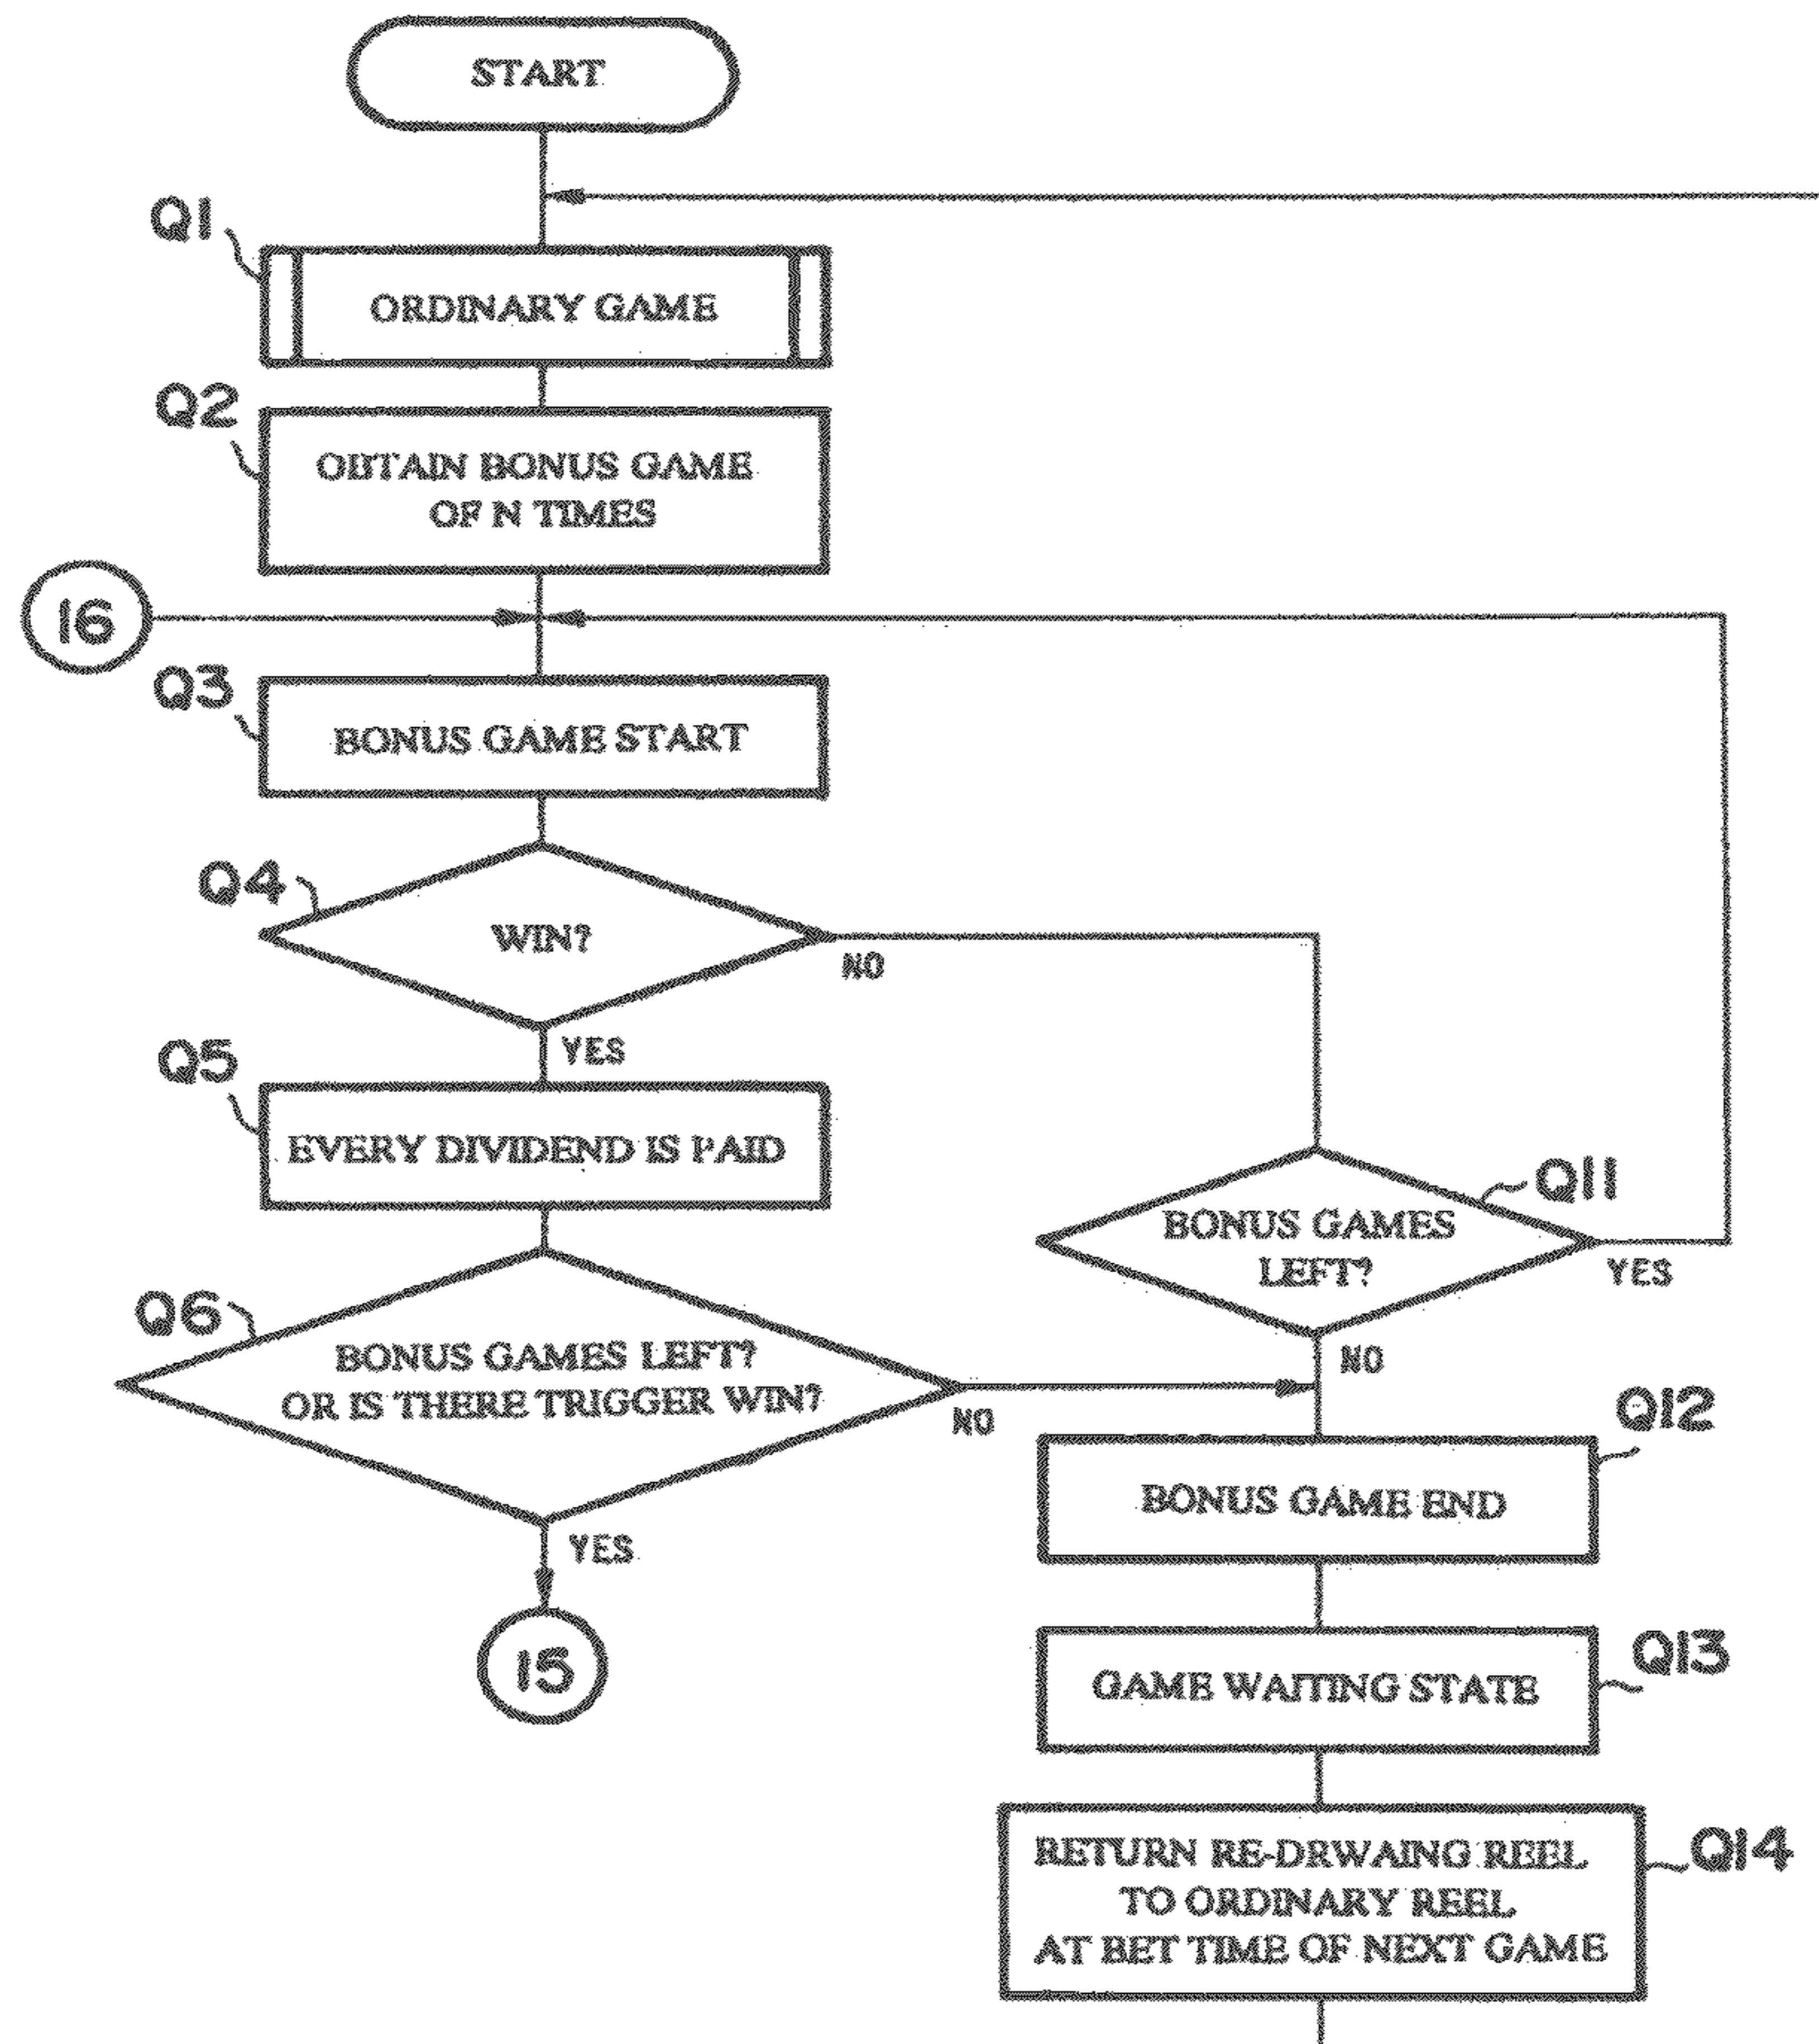 START
Q1
ORDINARY GAME
Q2
OBTAIN BONUS GAME
OF N TIMES
16
Q3
BONUS GAME START
Q4
WIN?
NO
YES
Q5
EVERY DIVIDEND IS PAID
Q11
BONUS GAMES
LEFT?
YES
NO
Q6
BONUS GAMES LEFT?
OR IS THERE TRIGGER WIN?
NO
YES
15
Q12
BONUS GAME END
Q13
GAME WAITING STATE
Q14
RETURN RE-DRWAING REEL
TO ORDINARY REEL
AT BET TIME OF NEXT GAME